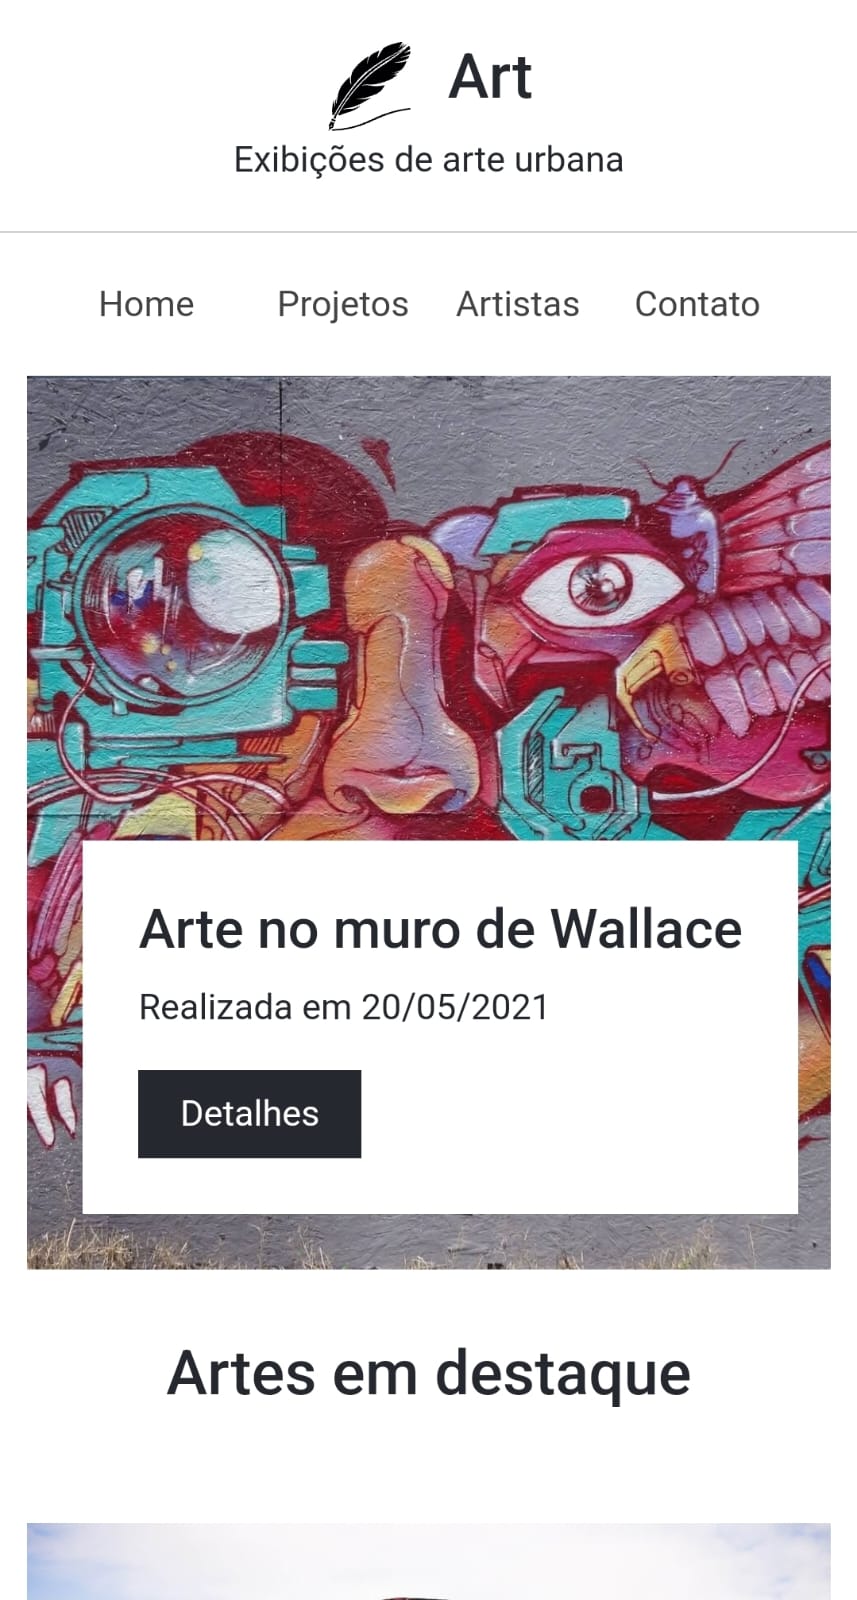 Art
Exibições de arte urbana
Home Projetos Artistas Contato
Arte no muro de Wallace
Realizada em 20/05/2021
Detalhes
Artes em destaque